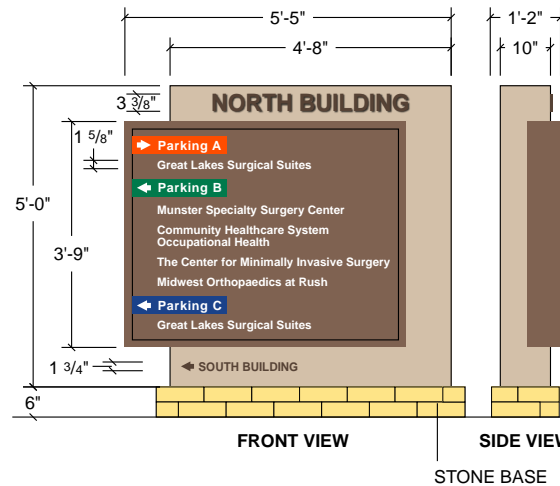 5'-5"
1'-2"
4'-8"
10"
3 3/8"
NORTH BUILDING
1 5/8"
Parking A
Great Lakes Surgical Suites
Parking B
5'-0"
Munster Specialty Surgery Center
Community Healthcare System
Occupational Health
3'-9"
The Center for Minimally Invasive Surgery
Midwest Orthopaedics at Rush
Parking C
Great Lakes Surgical Suites
1 3/4"
SOUTH BUILDING
6"
FRONT VIEW
SIDE VIEW
STONE BASE